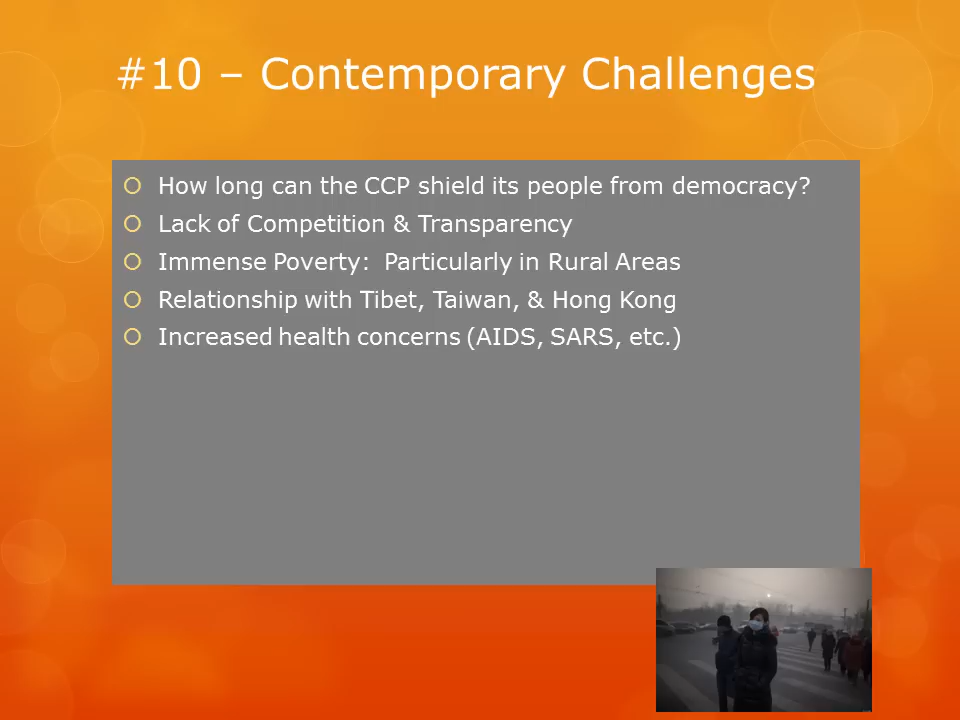 #10 – Contemporary Challenges
How long can the CCP shield its people from democracy?
Lack of Competition & Transparency
Immense Poverty:  Particularly in Rural Areas
Relationship with Tibet, Taiwan, & Hong Kong
Increased health concerns (AIDS, SARS, etc.)